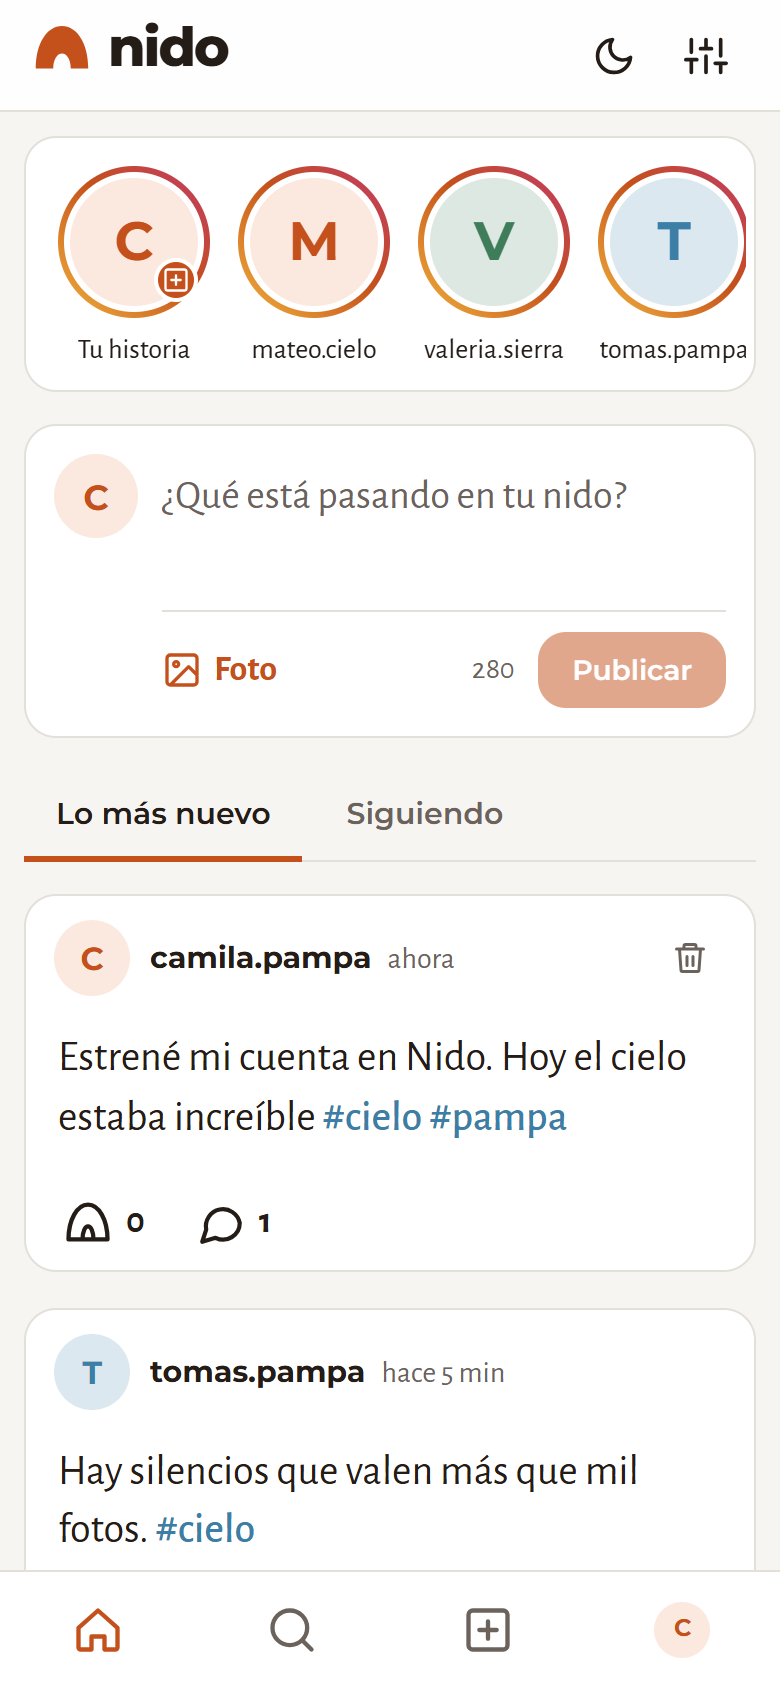 nido
C
M
V
T
Tu historia
mateo.cielo
valeria.sierra
tomas.pampa
C
¿Qué está pasando en tu nido?
Foto
280
Publicar
Lo más nuevo
Siguiendo
C
camila.pampa ahora
Estrené mi cuenta en Nido. Hoy el cielo
estaba increíble #cielo #pampa
0
1
T
tomas.pampa hace 5 min
Hay silencios que valen más que mil
fotos. #cielo
C